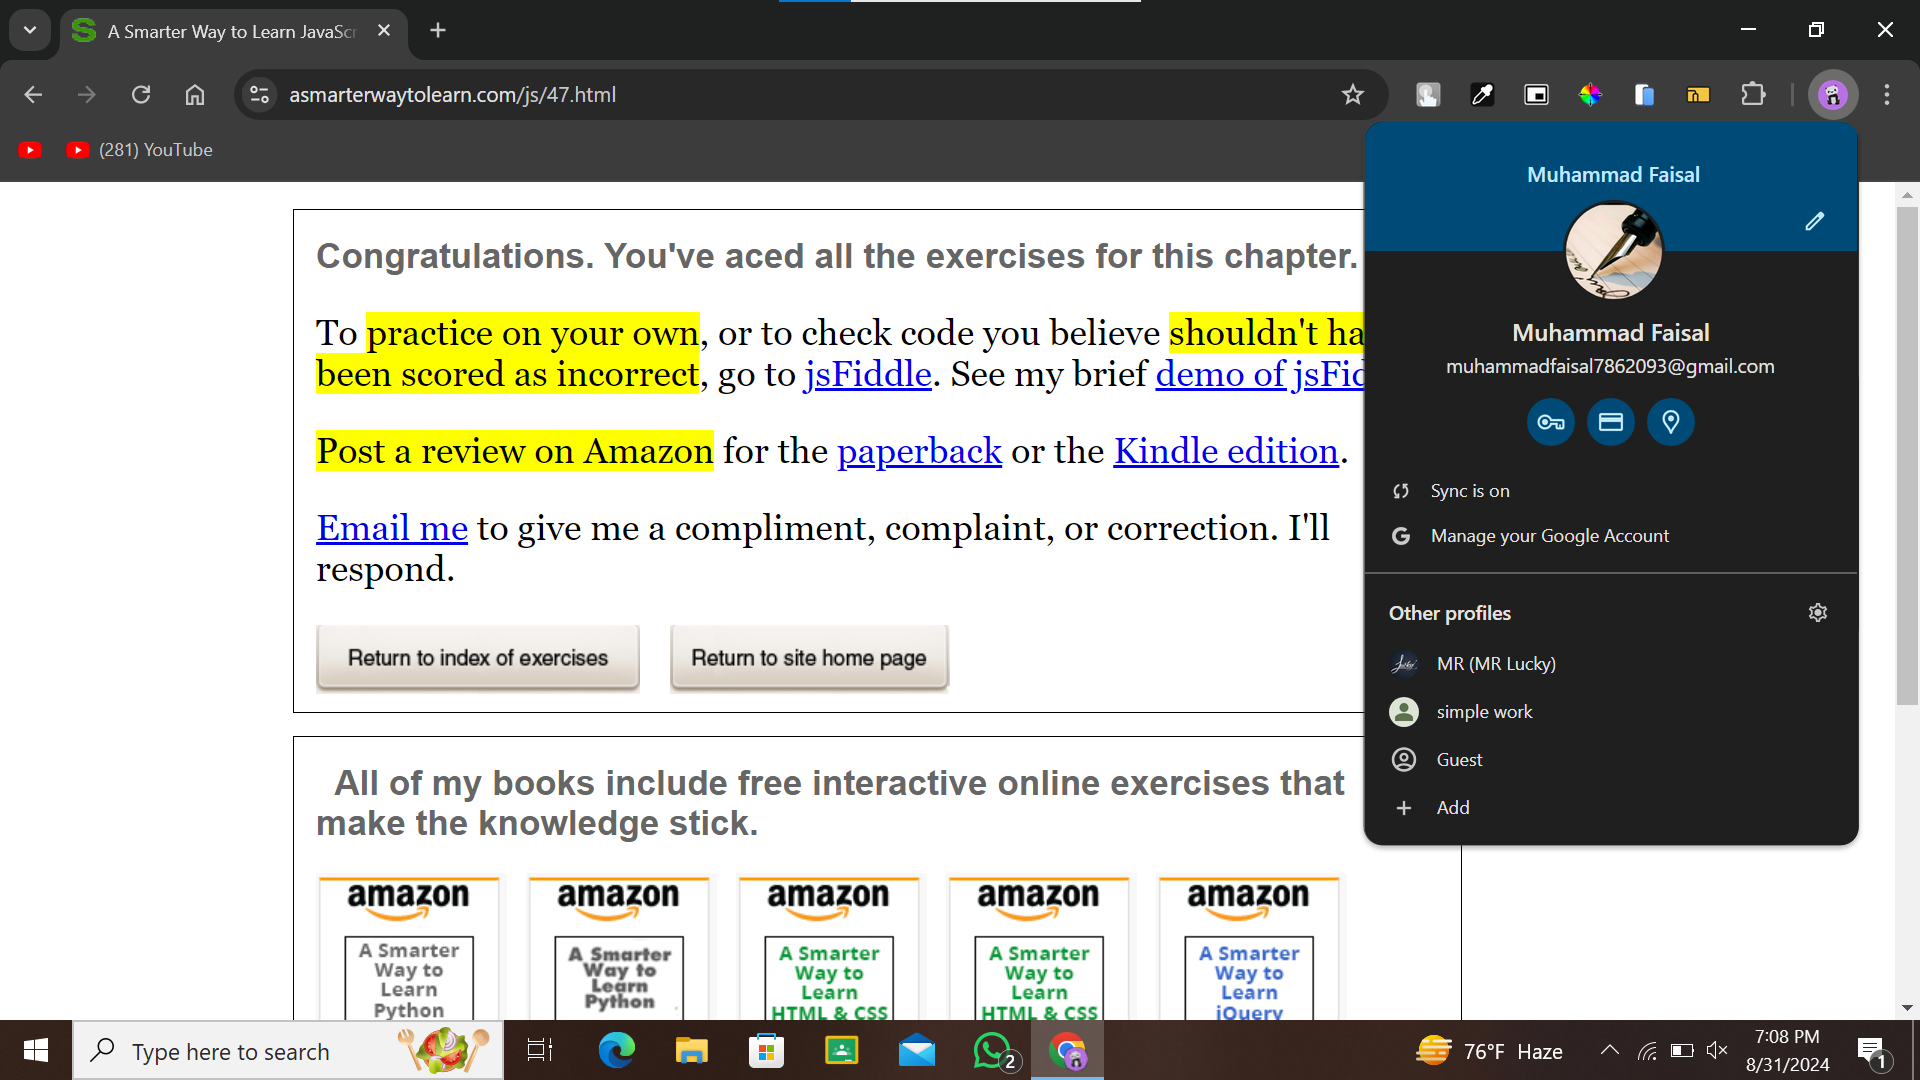 A Smarter Way to Learn JavaScr
asmarterwaytolearn.com/js/47.html
(281) YouTube
Congratulations. You've aced all the exercises for this chapter.
To practice on your own, or to check code you believe shouldn't ha
been scored as incorrect, go to jsFiddle. See my brief demo of jsFid
Post a review on Amazon for the paperback or the Kindle edition.
Email me to give me a compliment, complaint, or correction. I'll
respond.
Return to index of exercises
Return to site home page
All of my books include free interactive online exercises that
make the knowledge stick.
amazon
A Smarter
Way to
Learn
Python
amazon
A Smarter
Way to
Learn
Python
amazon
A Smarter
Way to
Learn
HTML & CSS
amazon
A Smarter
Way to
Learn
HTML & CSS
amazon
A Smarter
Way to
Learn
jQuery
Muhammad Faisal
Muhammad Faisal
muhammadfaisal7862093@gmail.com
Sync is on
Manage your Google Account
Other profiles
MR (MR Lucky)
simple work
Guest
Add
Type here to search
2
76°F Haze
7:08 PM
8/31/2024
1